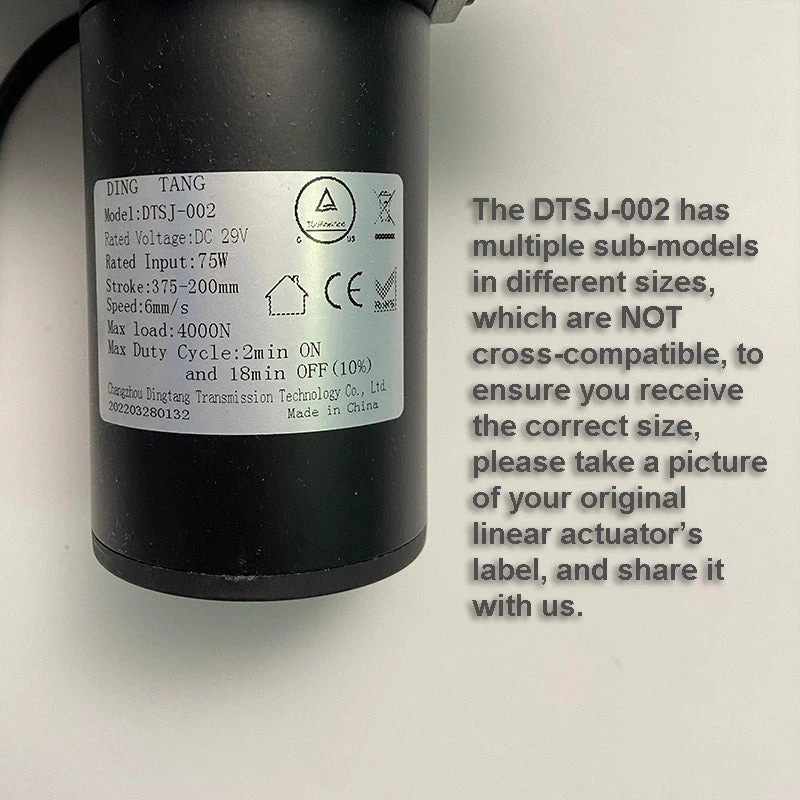 DING TANG
Model:DTSJ-002
Rated Voltage:DC 29V
Rated Input:75W
Stroke:375-200mm
Speed:6mm/s
Max load:4000N
Max Duty Cycle:2min ON
and 18min OFF(10%)
Changzhou Dingtang Transmission Technology Co., Ltd.
202203280132
Made in China
C US
CE
RoHS
The DTSJ-002 has
multiple sub-models
in different sizes,
which are NOT
cross-compatible, to
ensure you receive
the correct size,
please take a picture
of your original
linear actuator’s
label, and share it
with us.